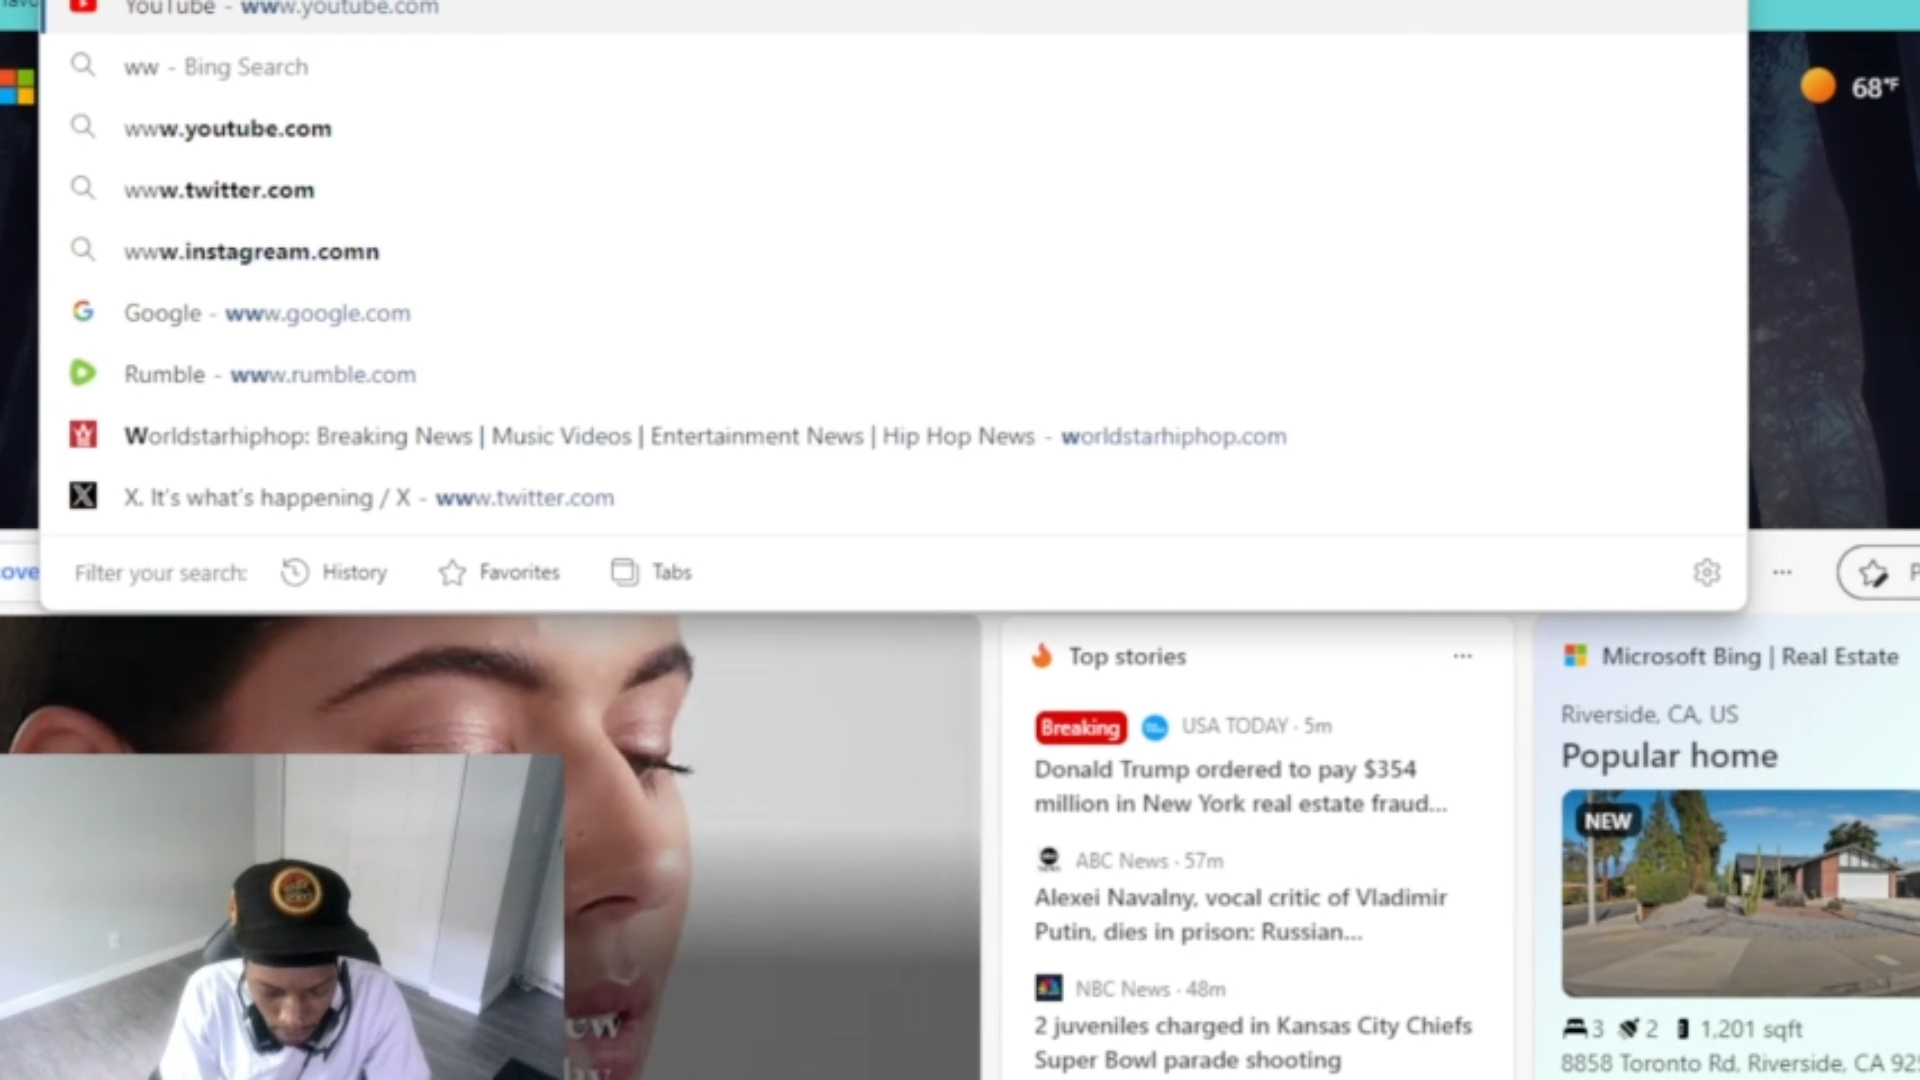 YouTube - www.youtube.com
ww - Bing Search
68°F
www.youtube.com
www.twitter.com
www.instagream.comn
Google - www.google.com
Rumble - www.rumble.com
Worldstarhiphop: Breaking News | Music Videos | Entertainment News | Hip Hop News - worldstarhiphop.com
X. It's what's happening / X - www.twitter.com
Filter your search: History Favorites Tabs
Top stories
Breaking USA TODAY · 5m
Donald Trump ordered to pay $354
million in New York real estate fraud...
ABC News · 57m
Alexei Navalny, vocal critic of Vladimir
Putin, dies in prison: Russian...
NBC News · 48m
2 juveniles charged in Kansas City Chiefs
Super Bowl parade shooting
Microsoft Bing | Real Estate
Riverside, CA, US
Popular home
NEW
3 2 1,201 sqft
8858 Toronto Rd, Riverside, CA